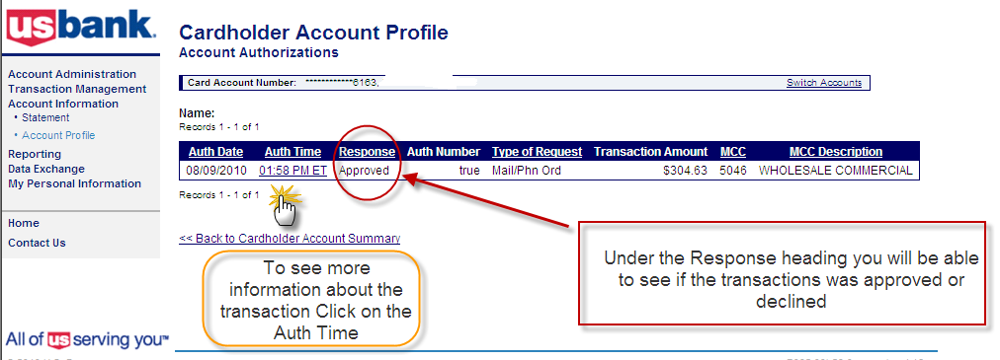 usbank.
Cardholder Account Profile
Account Authorizations
Account Administration
Transaction Management
Account Information
• Statement
• Account Profile
Reporting
Data Exchange
My Personal Information
Home
Contact Us
Card Account Number: ************6163, Switch Accounts
Name:
Records 1 - 1 of 1
Auth Date Auth Time Response Auth Number Type of Request Transaction Amount MCC MCC Description
08/09/2010 01:58 PM ET Approved true Mail/Phn Ord $304.63 5046 WHOLESALE COMMERCIAL
Records 1 - 1 of 1
<< Back to Cardholder Account Summary
To see more
information about the
transaction Click on the
Auth Time
Under the Response heading you will be able
to see if the transactions was approved or
declined
All of us serving you™